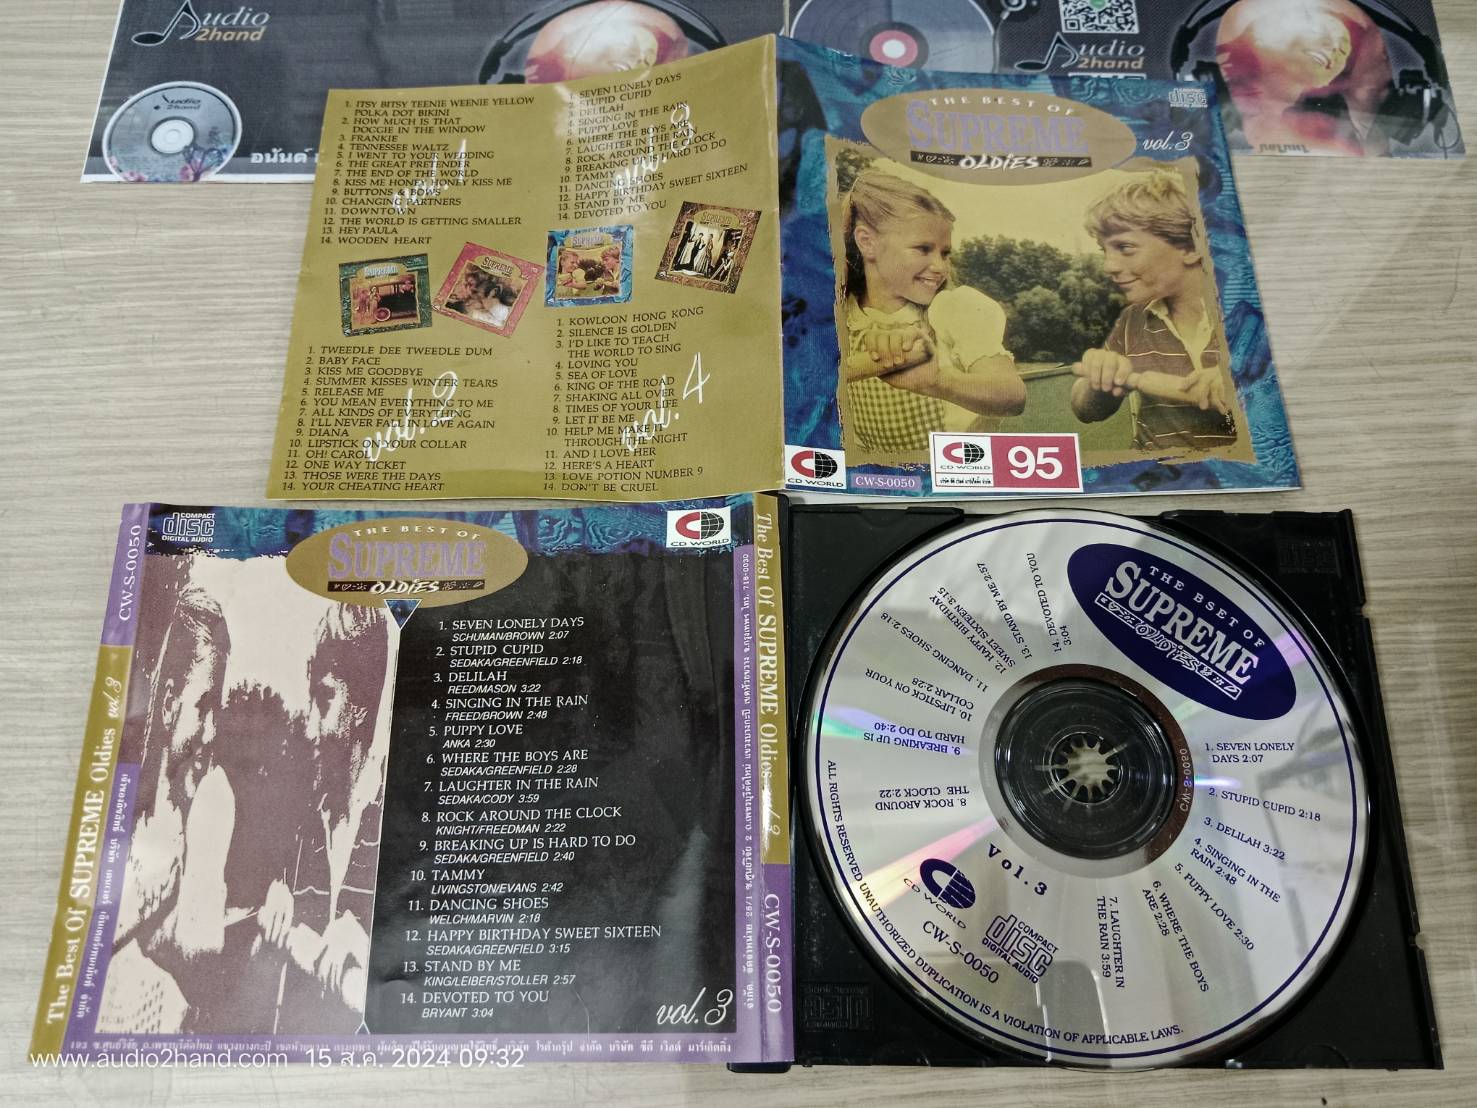 Audio
2hand
Audio
2hand
Audio
2hand
อนันต์
1. ITSY BITSY TEENIE WEENIE YELLOW
POLKA DOT BIKINI
2. HOW MUCH IS THAT
DOGGIE IN THE WINDOW
3. FRANKIE
4. TENNESSEE WALTZ
5. I WENT TO YOUR WEDDING
6. THE GREAT PRETENDER
7. THE END OF THE WORLD
8. KISS ME HONEY HONEY KISS ME
9. BUTTONS & BOWS
10. CHANGING PARTNERS
11. DOWNTOWN
12. THE WORLD IS GETTING SMALLER
13. HEY PAULA
14. WOODEN HEART
vol.1
1. SEVEN LONELY DAYS
2. STUPID CUPID
3. DELILAH
4. SINGING IN THE RAIN
5. PUPPY LOVE
6. WHERE THE BOYS ARE
7. LAUGHTER IN THE RAIN
8. ROCK AROUND THE CLOCK
9. BREAKING UP IS HARD TO DO
10. TAMMY
11. DANCING SHOES
12. HAPPY BIRTHDAY SWEET SIXTEEN
13. STAND BY ME
14. DEVOTED TO YOU
vol.3
SUPREME
SUPREME
SUPREME
SUPREME
1. TWEEDLE DEE TWEEDLE DUM
2. BABY FACE
3. KISS ME GOODBYE
4. SUMMER KISSES WINTER TEARS
5. RELEASE ME
6. YOU MEAN EVERYTHING TO ME
7. ALL KINDS OF EVERYTHING
8. I'LL NEVER FALL IN LOVE AGAIN
9. DIANA
10. LIPSTICK ON YOUR COLLAR
11. OH! CAROL
12. ONE WAY TICKET
13. THOSE WERE THE DAYS
14. YOUR CHEATING HEART
vol.2
1. KOWLOON HONG KONG
2. SILENCE IS GOLDEN
3. I'D LIKE TO TEACH
THE WORLD TO SING
4. LOVING YOU
5. SEA OF LOVE
6. KING OF THE ROAD
7. SHAKING ALL OVER
8. TIMES OF YOUR LIFE
9. LET IT BE ME
10. HELP ME MAKE IT
THROUGH THE NIGHT
11. AND I LOVE HER
12. HERE'S A HEART
13. LOVE POTION NUMBER 9
14. DON'T BE CRUEL
vol.4
THE BEST OF
SUPREME
OLDIES
vol.3
disc
CD WORLD
CW-S-0050
CD WORLD
95
COMPACT
disc
DIGITAL AUDIO
THE BEST OF
SUPREME
OLDIES
CD WORLD
1. SEVEN LONELY DAYS
SCHUMAN/BROWN 2:07
2. STUPID CUPID
SEDAKA/GREENFIELD 2:18
3. DELILAH
REED/MASON 3:22
4. SINGING IN THE RAIN
FREED/BROWN 2:48
5. PUPPY LOVE
ANKA 2:30
6. WHERE THE BOYS ARE
SEDAKA/GREENFIELD 2:28
7. LAUGHTER IN THE RAIN
SEDAKA/CODY 3:59
8. ROCK AROUND THE CLOCK
KNIGHT/FREEDMAN 2:22
9. BREAKING UP IS HARD TO DO
SEDAKA/GREENFIELD 2:40
10. TAMMY
LIVINGSTON/EVANS 2:42
11. DANCING SHOES
WELCH/MARVIN 2:18
12. HAPPY BIRTHDAY SWEET SIXTEEN
SEDAKA/GREENFIELD 3:15
13. STAND BY ME
KING/LEIBER/STOLLER 2:57
14. DEVOTED TO YOU
BRYANT 3:04
vol.3
The Best Of SUPREME Oldies vol.3
CW-S-0050
The Best Of SUPREME Oldies vol.3
CW-S-0050
THE BSET OF
SUPREME
OLDIES
1. SEVEN LONELY
DAYS 2:07
2. STUPID CUPID 2:18
3. DELILAH 3:22
4. SINGING IN THE
RAIN 2:48
5. PUPPY LOVE 2:30
6. WHERE THE BOYS
ARE 2:28
7. LAUGHTER IN
THE RAIN 3:59
8. ROCK AROUND
THE CLOCK 2:22
9. BREAKING UP IS
HARD TO DO 2:40
10. LIPSTICK ON YOUR
COLLAR 2:28
11. DANCING SHOES 2:18
12. HAPPY BIRTHDAY
SWEET SIXTEEN 3:15
13. STAND BY ME 2:57
14. DEVOTED TO YOU
3:04
Vol.3
CD WORLD
CW-S-0050
COMPACT
disc
DIGITAL AUDIO
CW-S-0050
ALL RIGHTS RESERVED UNAUTHORIZED DUPLICATION IS A VIOLATION OF APPLICABLE LAWS.
www.audio2hand.com 15 ส.ค. 2024 09:32